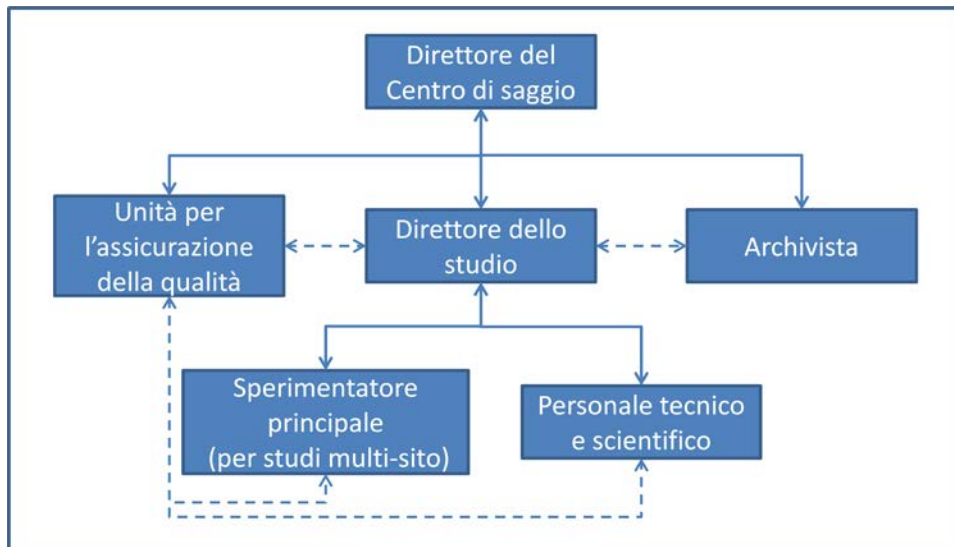 Direttore del
Centro di saggio
Unità per
l'assicurazione
della qualità
Direttore dello
studio
Archivista
Sperimentatore
principale
(per studi multi-sito)
Personale tecnico
e scientifico